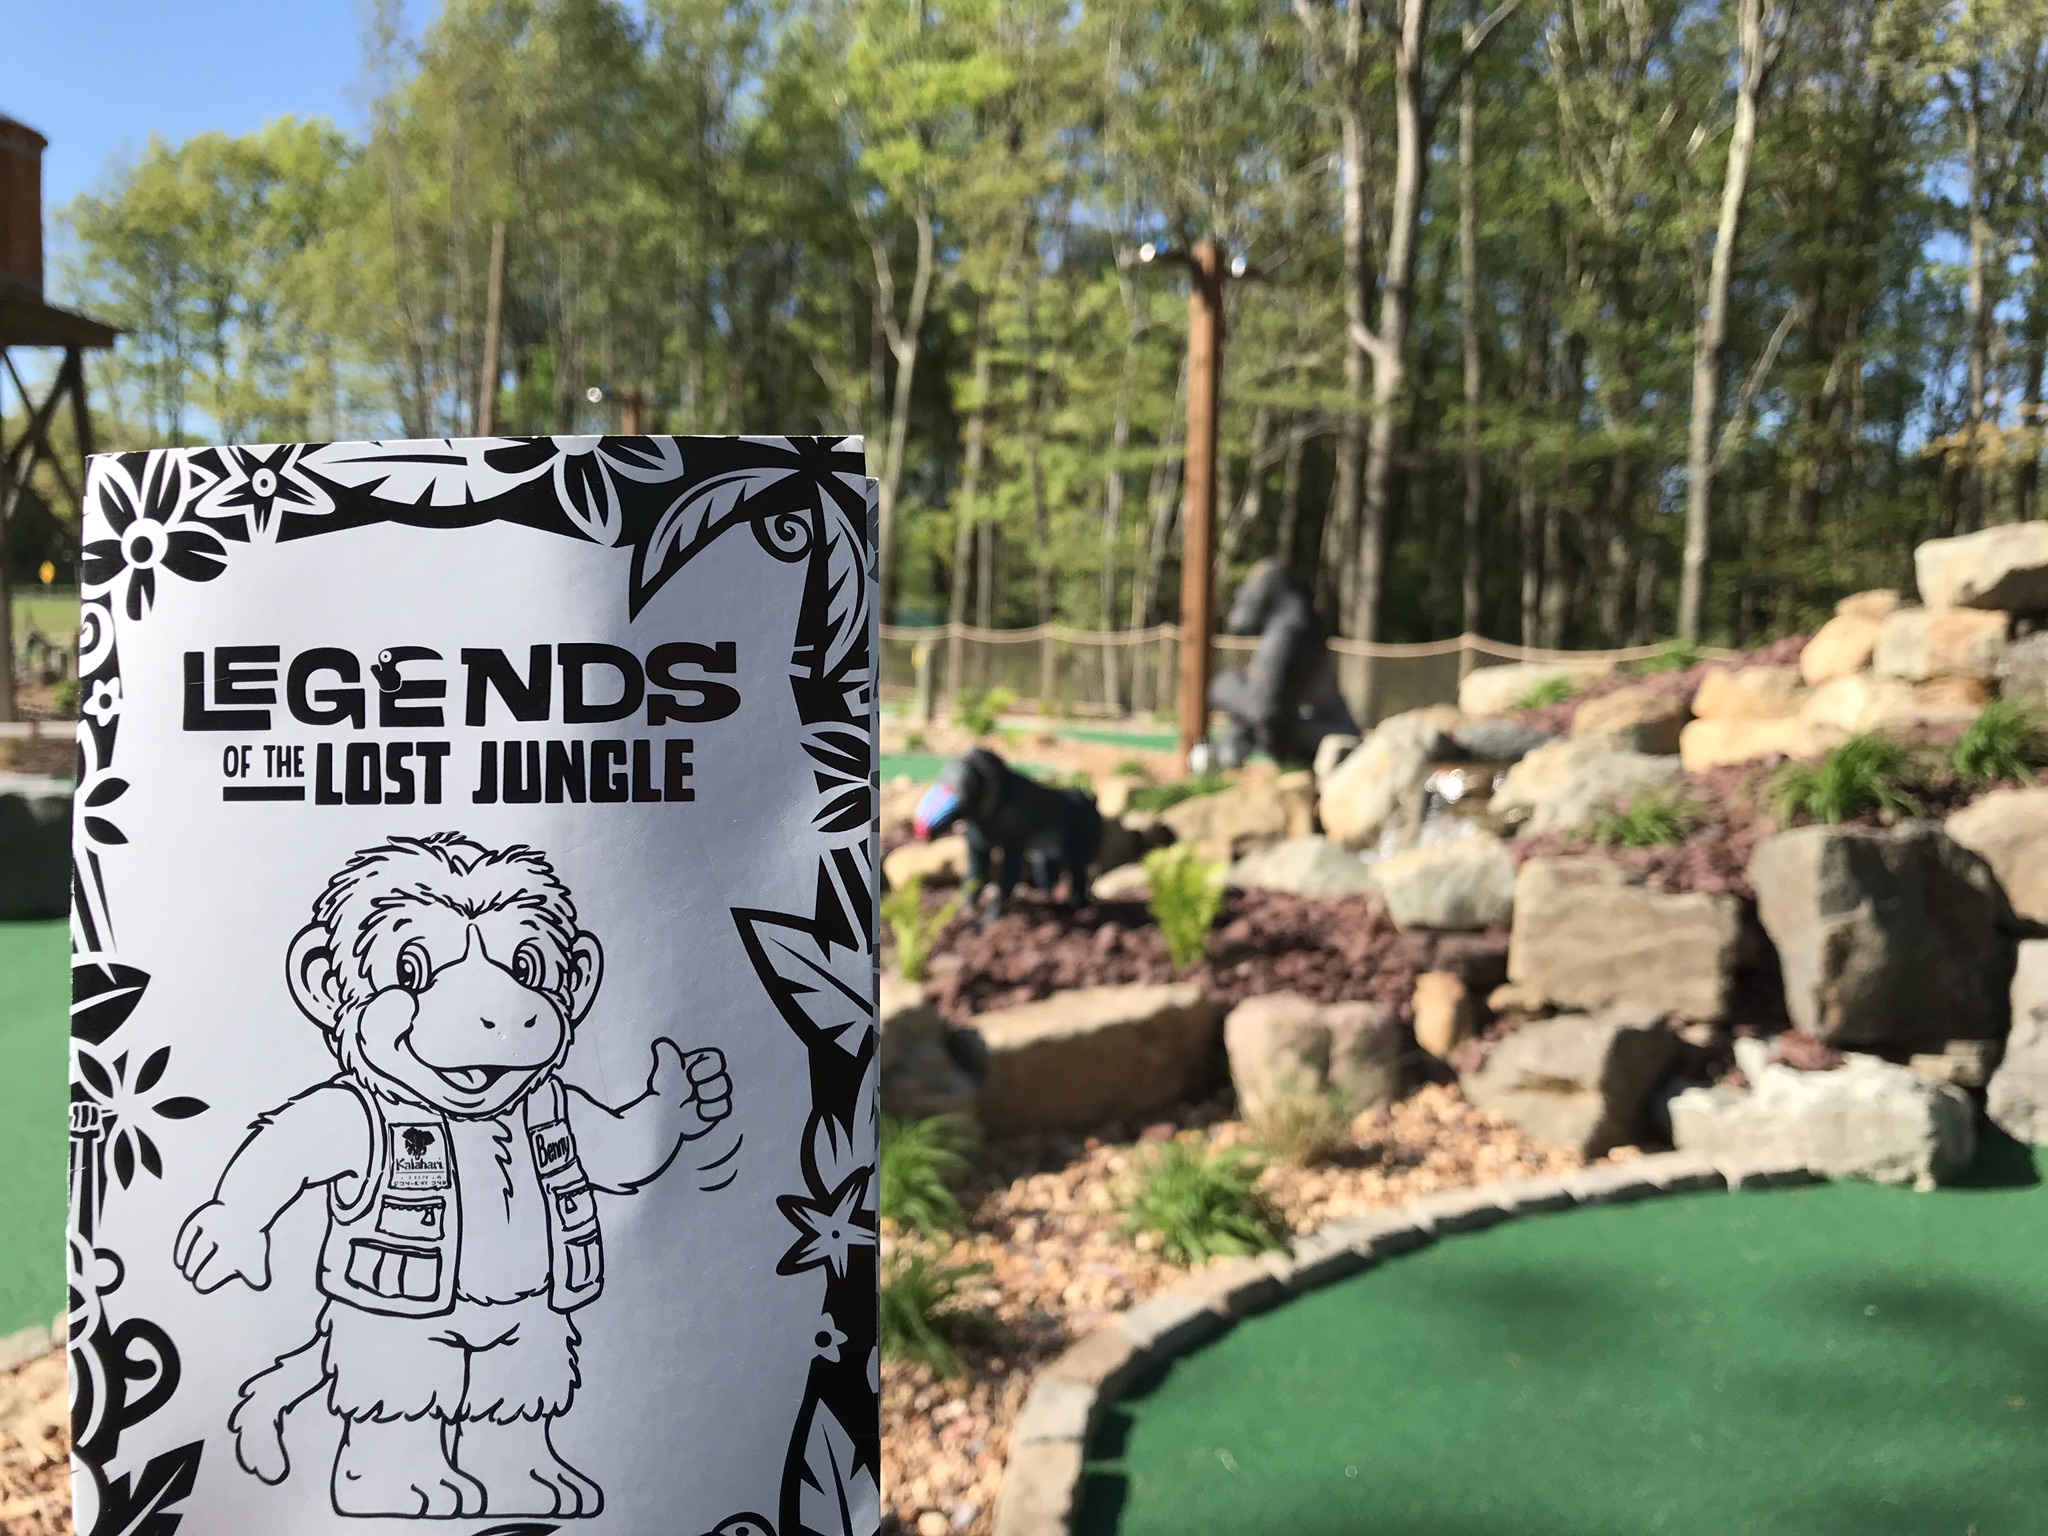 LEGENDS
OF THE LOST JUNGLE
Kalahari
Benny